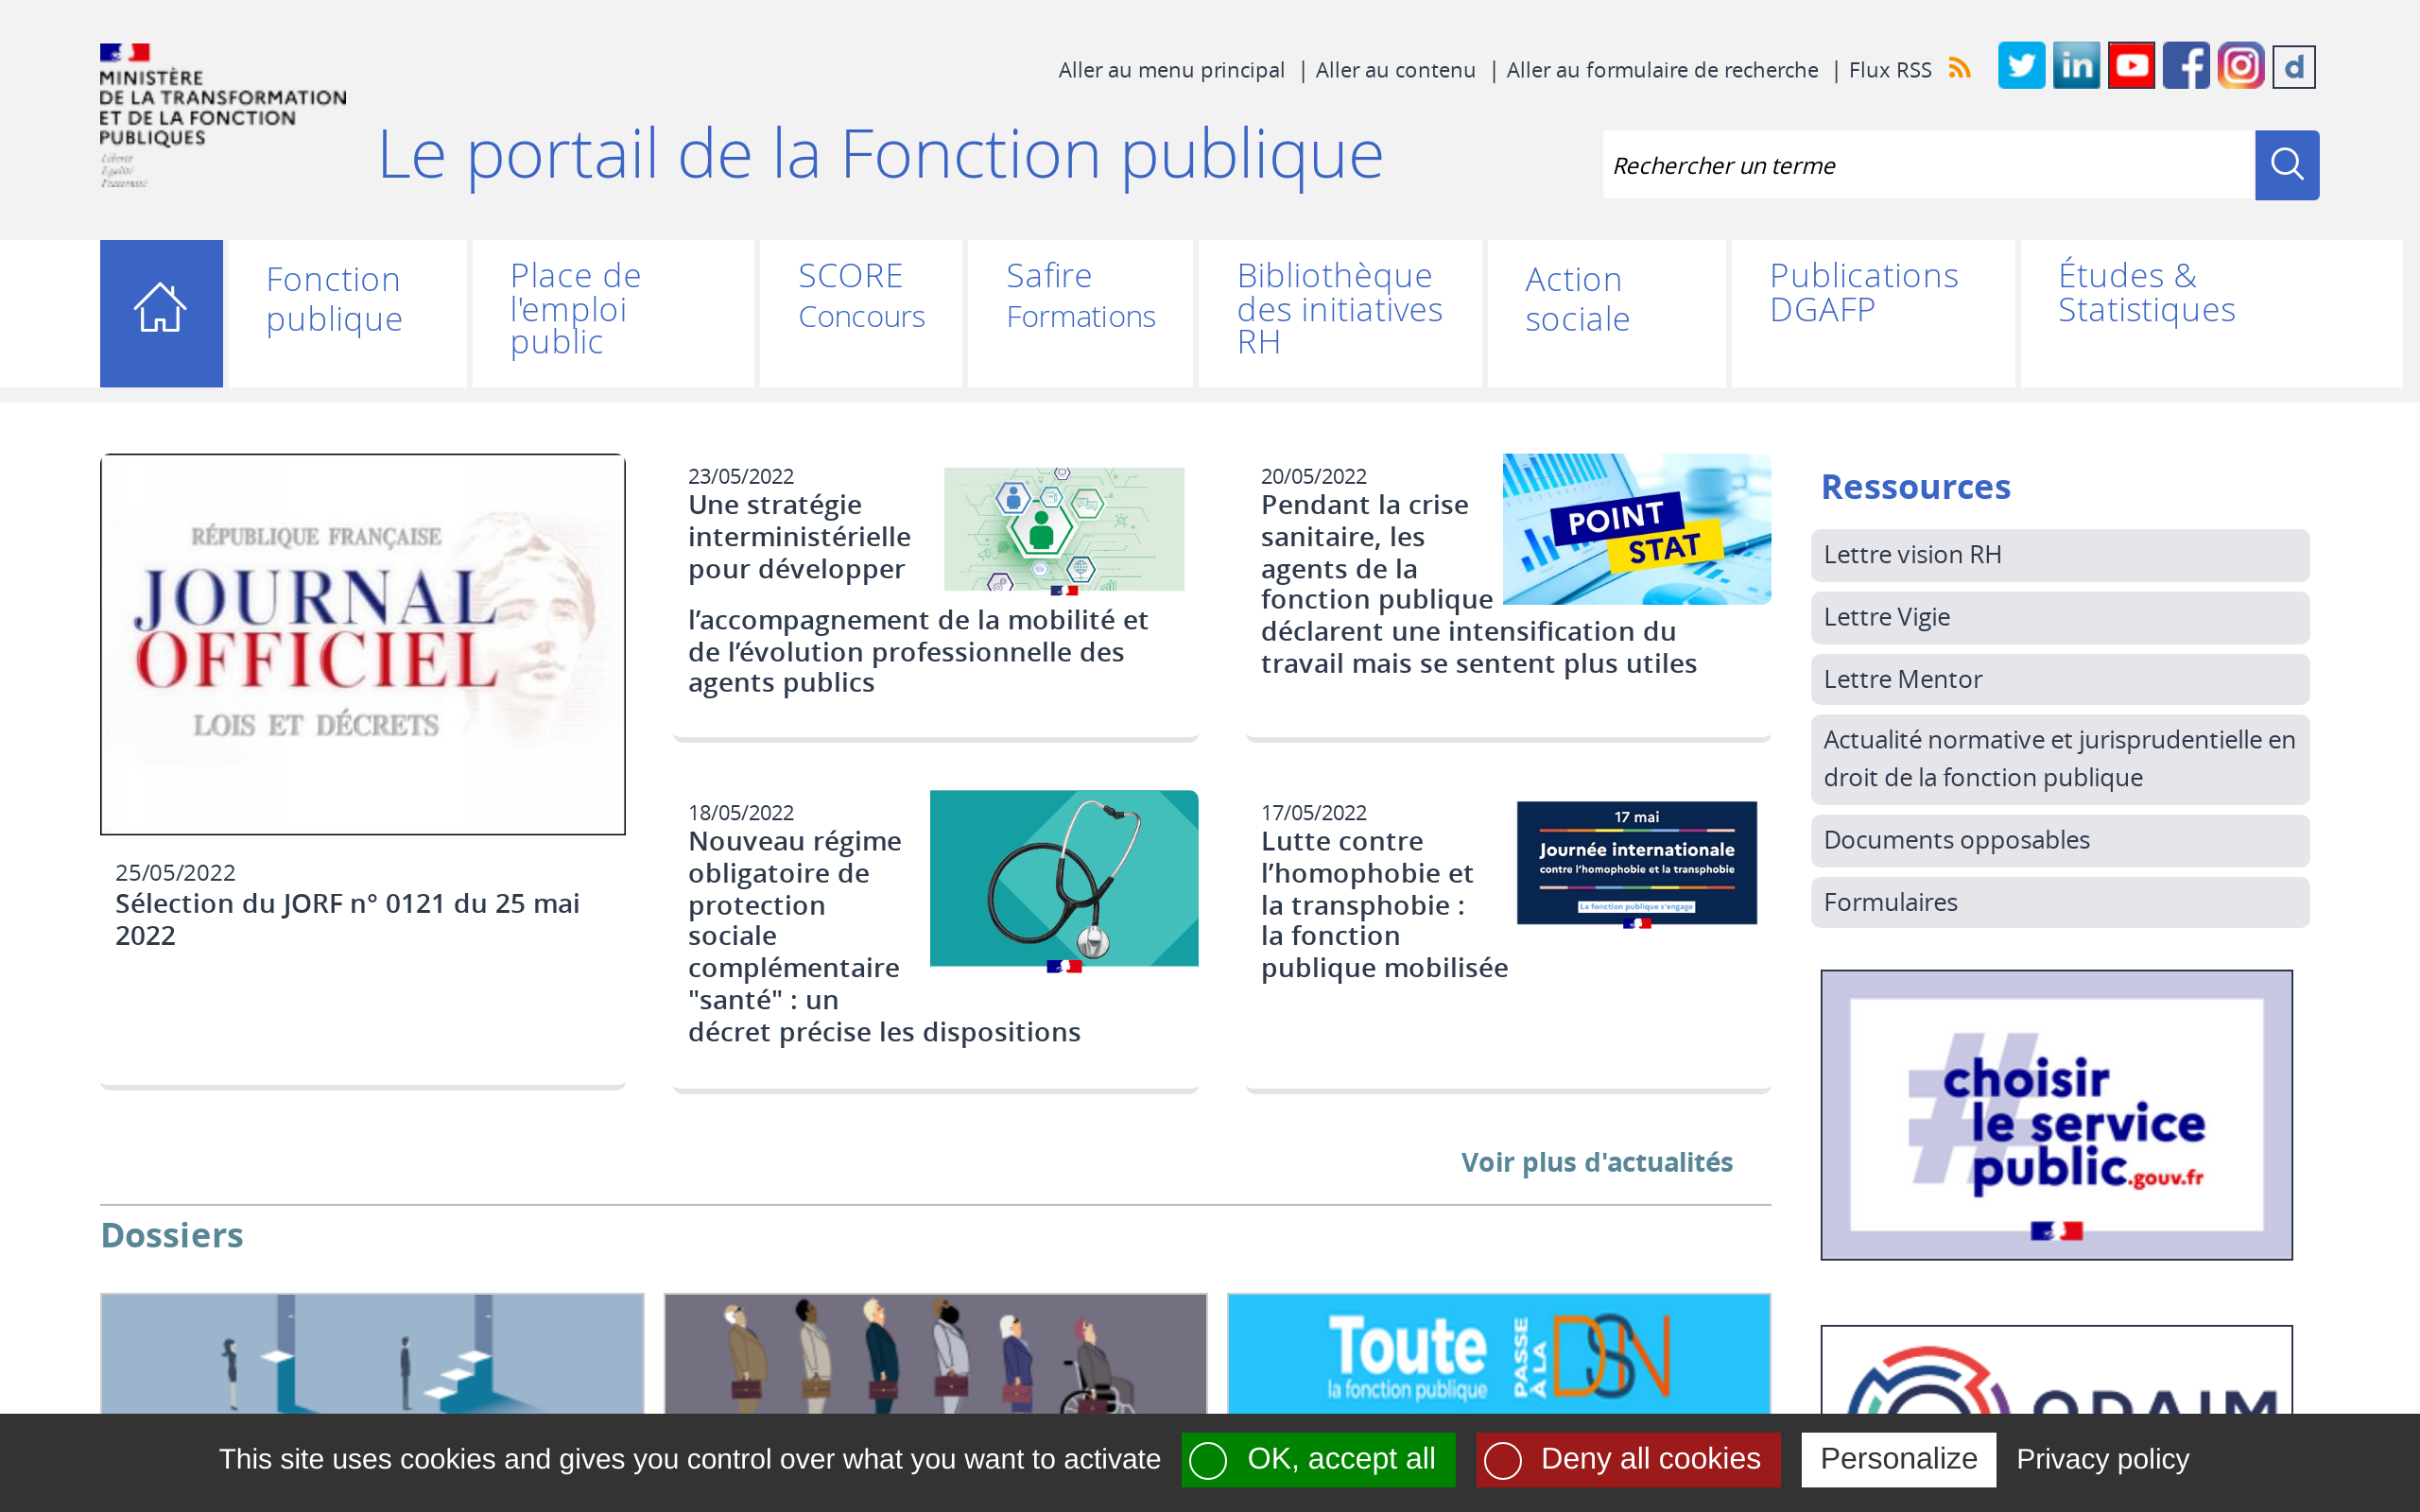 MINISTÈRE
DE LA TRANSFORMATION
ET DE LA FONCTION
PUBLIQUES
Liberté
Égalité
Fraternité
Aller au menu principal | Aller au contenu | Aller au formulaire de recherche | Flux RSS
Le portail de la Fonction publique
Rechercher un terme
Fonction
publique
Place de
l'emploi
public
SCORE
Concours
Safire
Formations
Bibliothèque
des initiatives
RH
Action
sociale
Publications
DGAFP
Études &
Statistiques
RÉPUBLIQUE FRANÇAISE
JOURNAL
OFFICIEL
LOIS ET DÉCRETS
25/05/2022
Sélection du JORF n° 0121 du 25 mai
2022
23/05/2022
Une stratégie
interministérielle
pour développer
l’accompagnement de la mobilité et
de l’évolution professionnelle des
agents publics
20/05/2022
Pendant la crise
sanitaire, les
agents de la
fonction publique
déclarent une intensification du
travail mais se sentent plus utiles
POINT
STAT
18/05/2022
Nouveau régime
obligatoire de
protection
sociale
complémentaire
"santé" : un
décret précise les dispositions
17/05/2022
Lutte contre
l’homophobie et
la transphobie :
la fonction
publique mobilisée
17 mai
Journée internationale
contre l’homophobie et la transphobie
La fonction publique s'engage
Voir plus d'actualités
Ressources
Lettre vision RH
Lettre Vigie
Lettre Mentor
Actualité normative et jurisprudentielle en
droit de la fonction publique
Documents opposables
Formulaires
#
choisir
le service
public.gouv.fr
Dossiers
Toute
la fonction publique
PASSE
À LA
DSN
This site uses cookies and gives you control over what you want to activate
OK, accept all
Deny all cookies
Personalize
Privacy policy